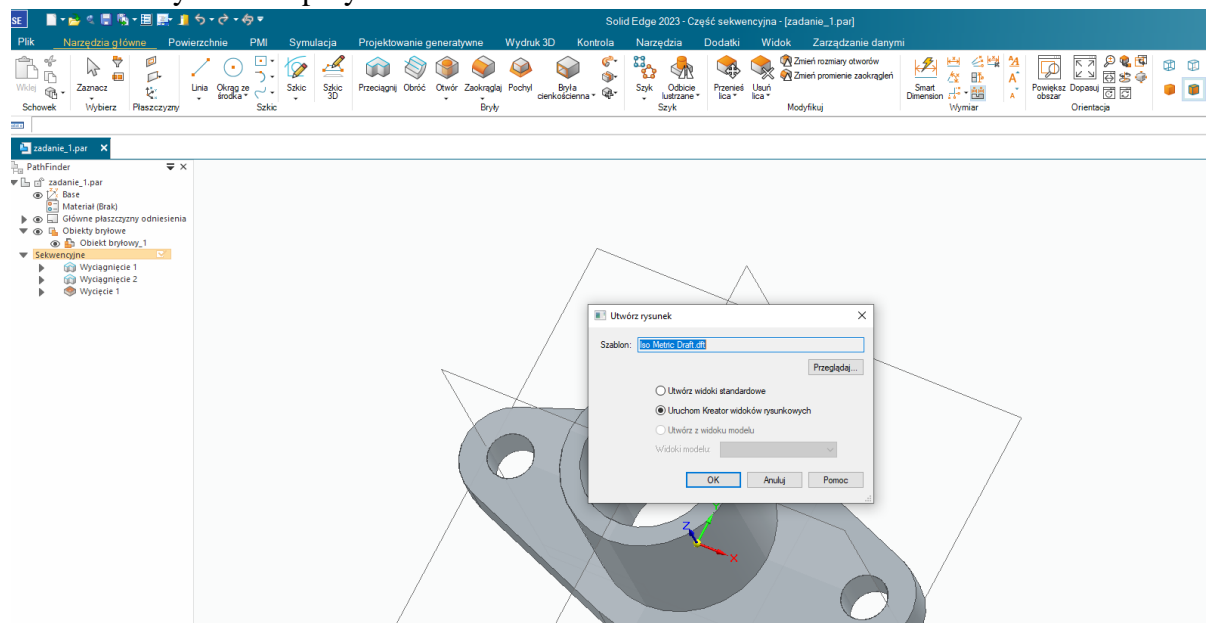 SE Solid Edge 2023 - Część sekwencyjna - [zadanie_1.par]
Plik Narzędzia główne Powierzchnie PMI Symulacja Projektowanie generatywne Wydruk 3D Kontrola Narzędzia Dodatki Widok Zarządzanie danymi
Wklej Zaznacz Linia Okrąg ze środka Szkic Szkic 3D Przeciągnij Obróć Otwór Zaokrąglaj Pochyl Bryła cienkościenna Szyk Odbicie lustrzane Przenieś lica Usuń lica Zmień rozmiary otworów Smart Dimension Powiększ obszar Dopasuj
Zmień promienie zaokrągleń
Schowek Wybierz Płaszczyzny Szkic Bryły Szyk Modyfikuj Wymiar Orientacja
zadanie_1.par
PathFinder
zadanie_1.par
Base
Materiał (Brak)
Główne płaszczyzny odniesienia
Obiekty bryłowe
Obiekt bryłowy_1
Sekwencyjne
Wyciągnięcie 1
Wyciągnięcie 2
Wycięcie 1
Utwórz rysunek
Szablon: Iso Metric Draft.dft
Przeglądaj...
Utwórz widoki standardowe
Uruchom Kreator widoków rysunkowych
Utwórz z widoku modelu
Widoki modelu:
OK Anuluj Pomoc
Z
X